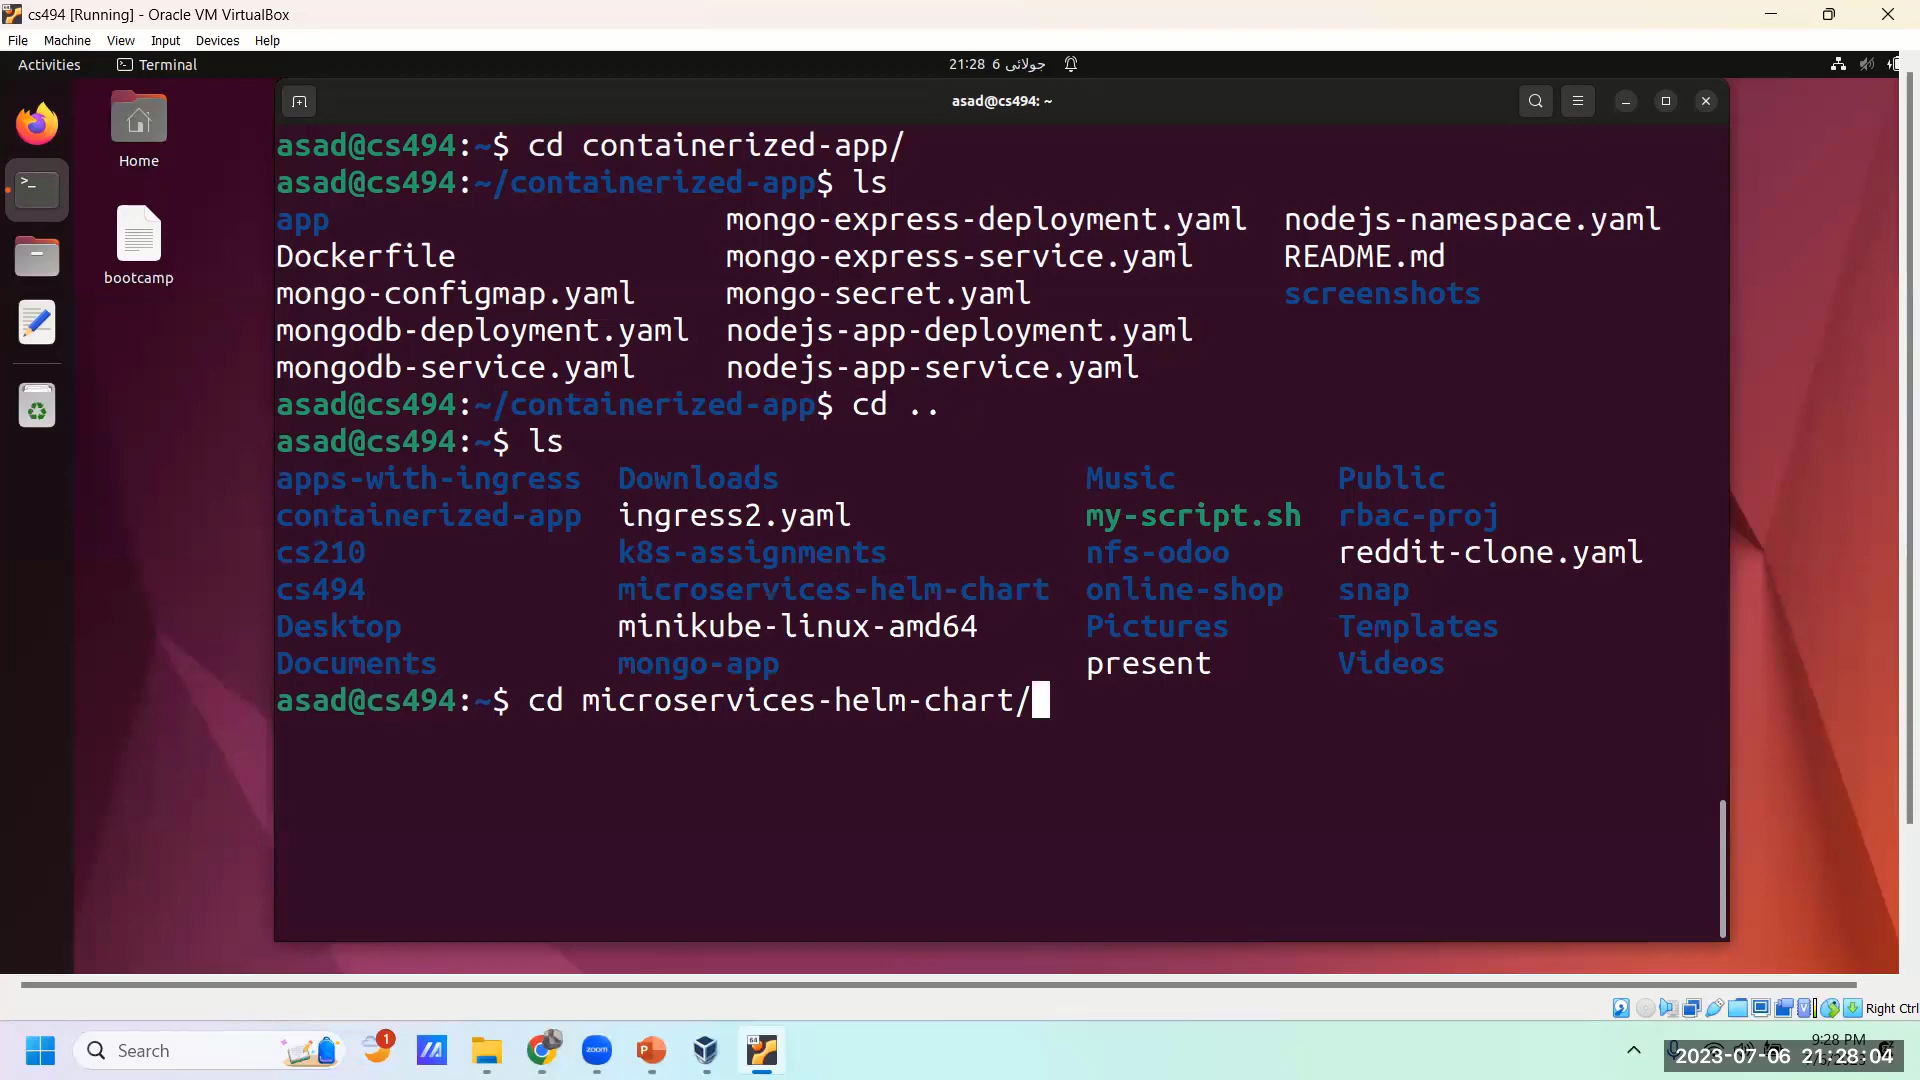 cs494 [Running] - Oracle VM VirtualBox
File Machine View Input Devices Help
Activities Terminal 21:28 6 جولائی
asad@cs494: ~
Home
bootcamp
asad@cs494:~$ cd containerized-app/
asad@cs494:~/containerized-app$ ls
app mongo-express-deployment.yaml nodejs-namespace.yaml
Dockerfile mongo-express-service.yaml README.md
mongo-configmap.yaml mongo-secret.yaml screenshots
mongodb-deployment.yaml nodejs-app-deployment.yaml
mongodb-service.yaml nodejs-app-service.yaml
asad@cs494:~/containerized-app$ cd ..
asad@cs494:~$ ls
apps-with-ingress Downloads Music Public
containerized-app ingress2.yaml my-script.sh rbac-proj
cs210 k8s-assignments nfs-odoo reddit-clone.yaml
cs494 microservices-helm-chart online-shop snap
Desktop minikube-linux-amd64 Pictures Templates
Documents mongo-app present Videos
asad@cs494:~$ cd microservices-helm-chart/
Right Ctrl
Search 1 zoom 64
9:28 PM
2023-07-06 21:28:04